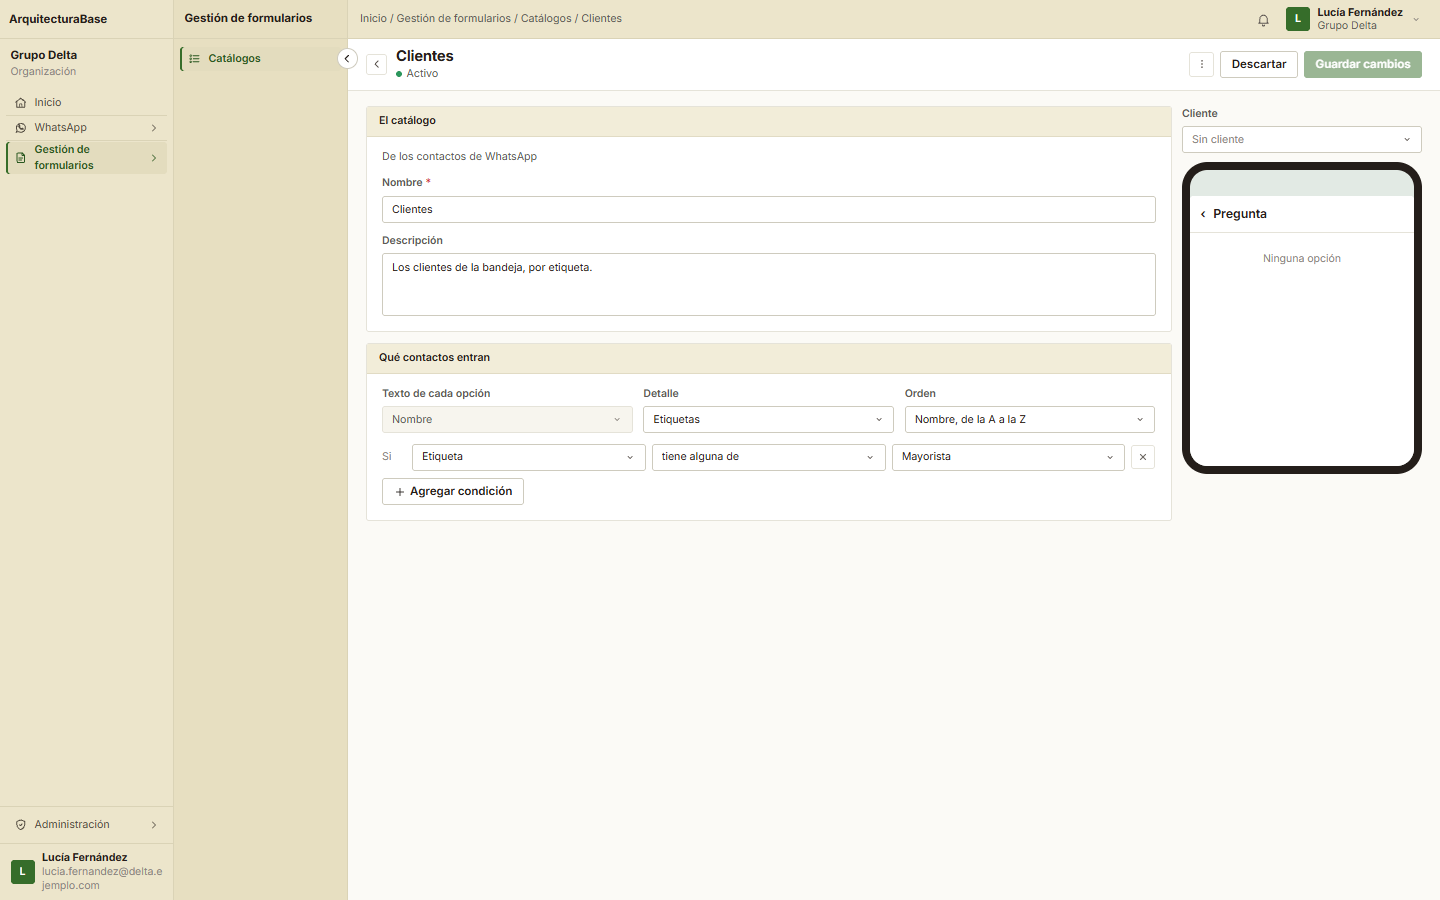 ArquitecturaBase
Grupo Delta
Organización
Inicio
WhatsApp
Gestión de
formularios
Administración
L
Lucía Fernández
lucia.fernandez@delta.e
jemplo.com
Gestión de formularios
Catálogos
Inicio / Gestión de formularios / Catálogos / Clientes
L
Lucía Fernández
Grupo Delta
Clientes
Activo
Descartar
Guardar cambios
El catálogo
De los contactos de WhatsApp
Nombre *
Clientes
Descripción
Los clientes de la bandeja, por etiqueta.
Qué contactos entran
Texto de cada opción
Detalle
Orden
Nombre
Etiquetas
Nombre, de la A a la Z
Si
Etiqueta
tiene alguna de
Mayorista
Agregar condición
Cliente
Sin cliente
Pregunta
Ninguna opción